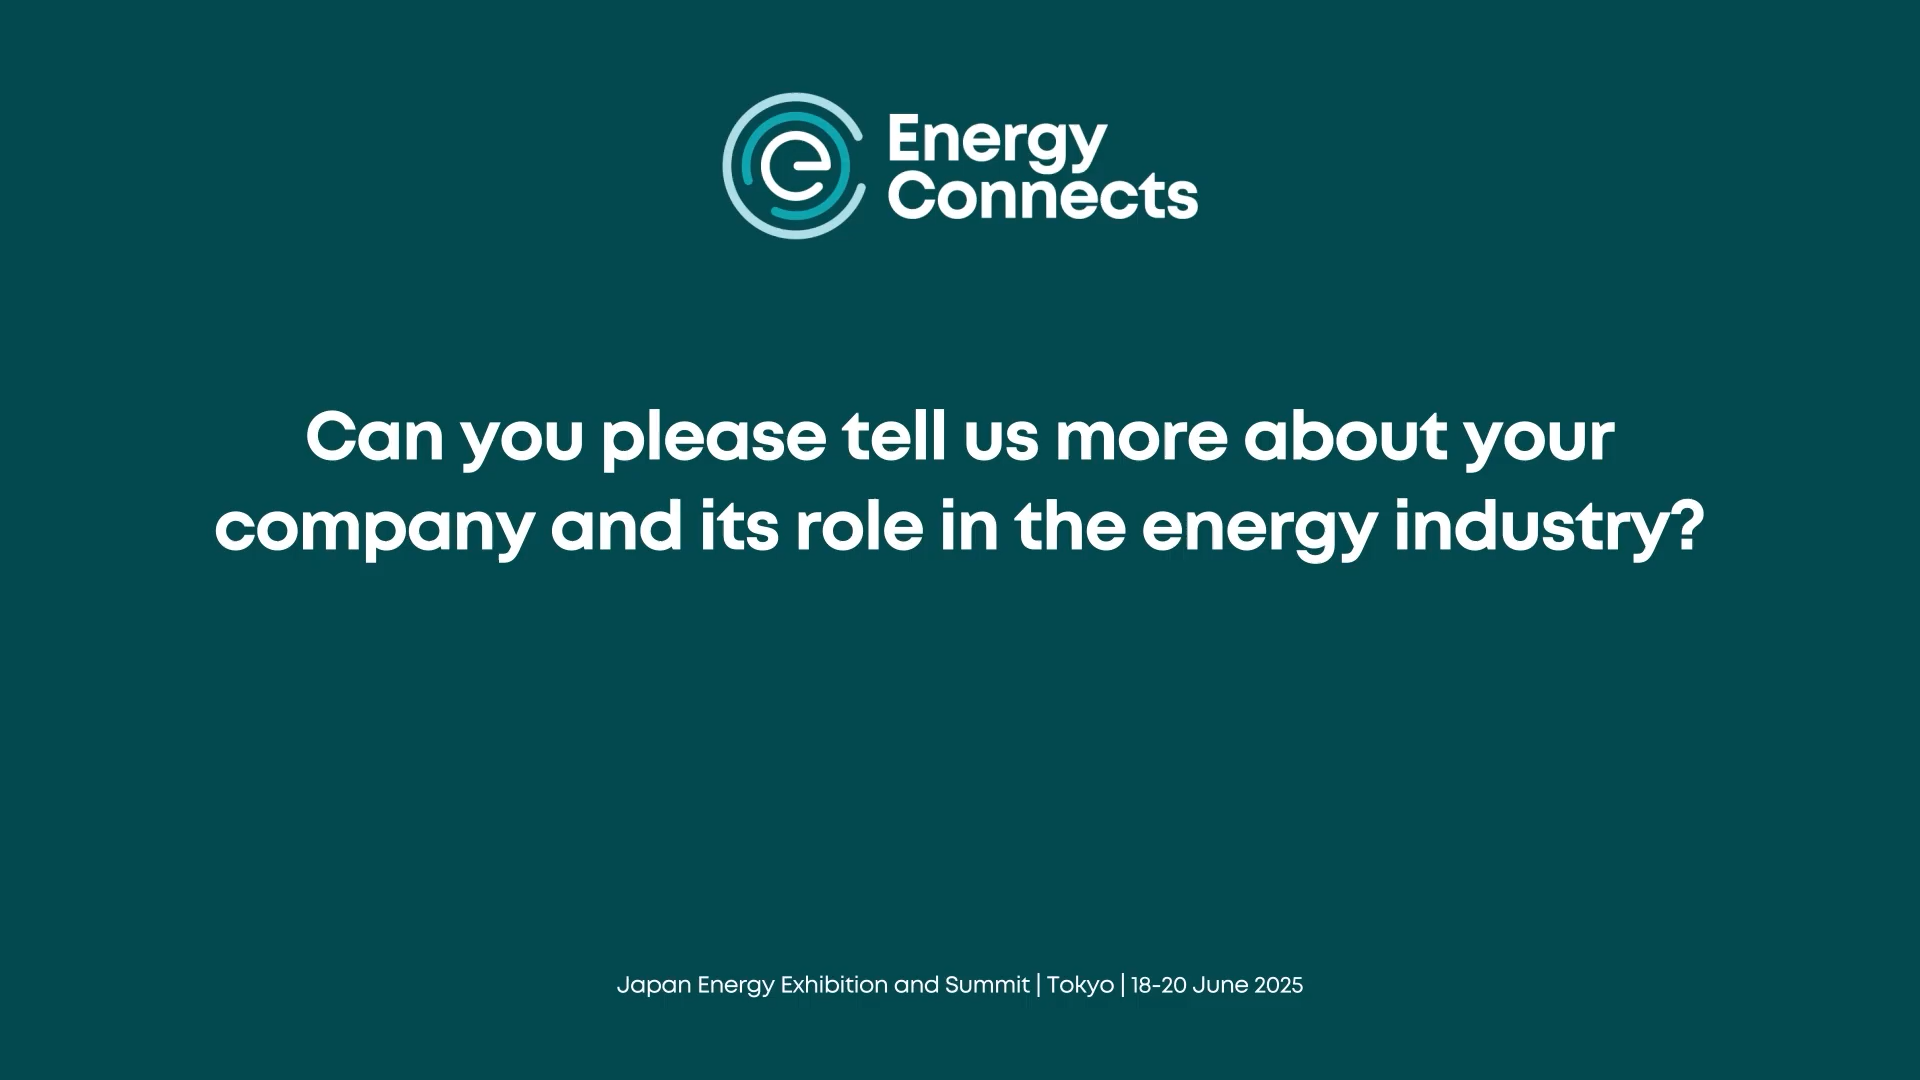 Energy
Connects
Can you please tell us more about your
company and its role in the energy industry?
Japan Energy Exhibition and Summit | Tokyo | 18-20 June 2025